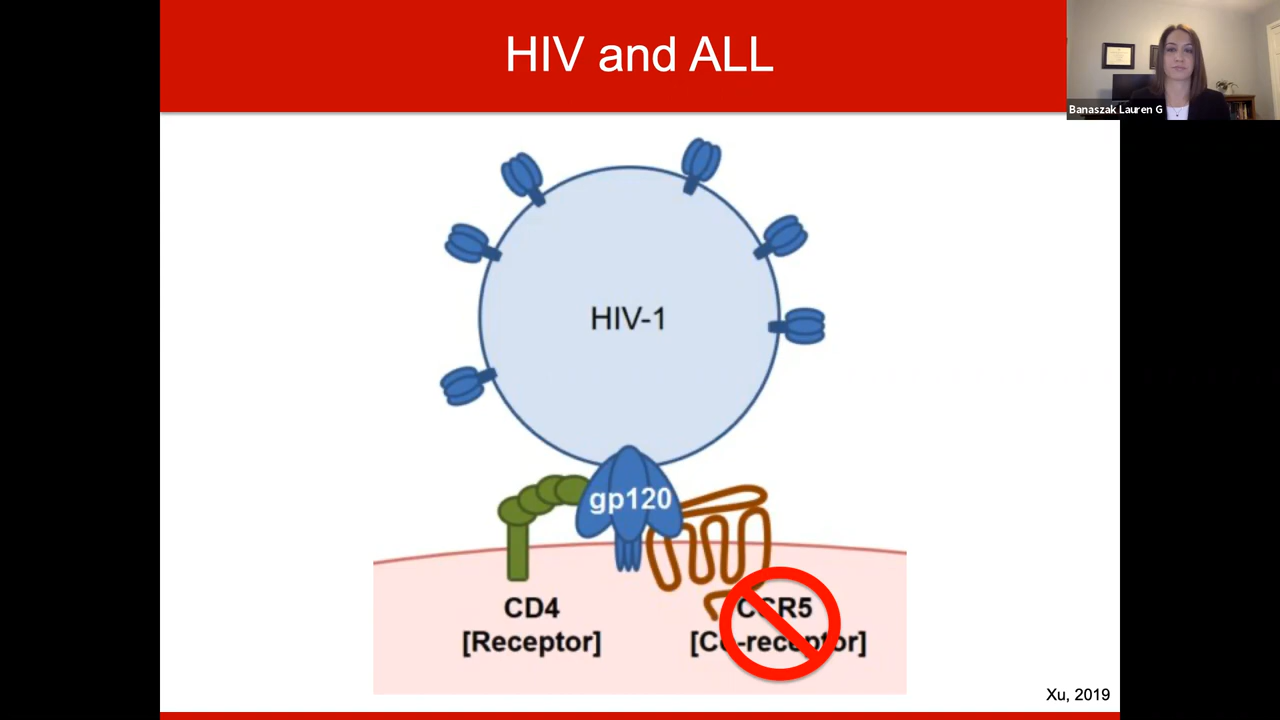 HIV and ALL
Banaszak Lauren G
HIV-1
gp120
CD4
[Receptor]
CCR5
[Co-receptor]
Xu, 2019